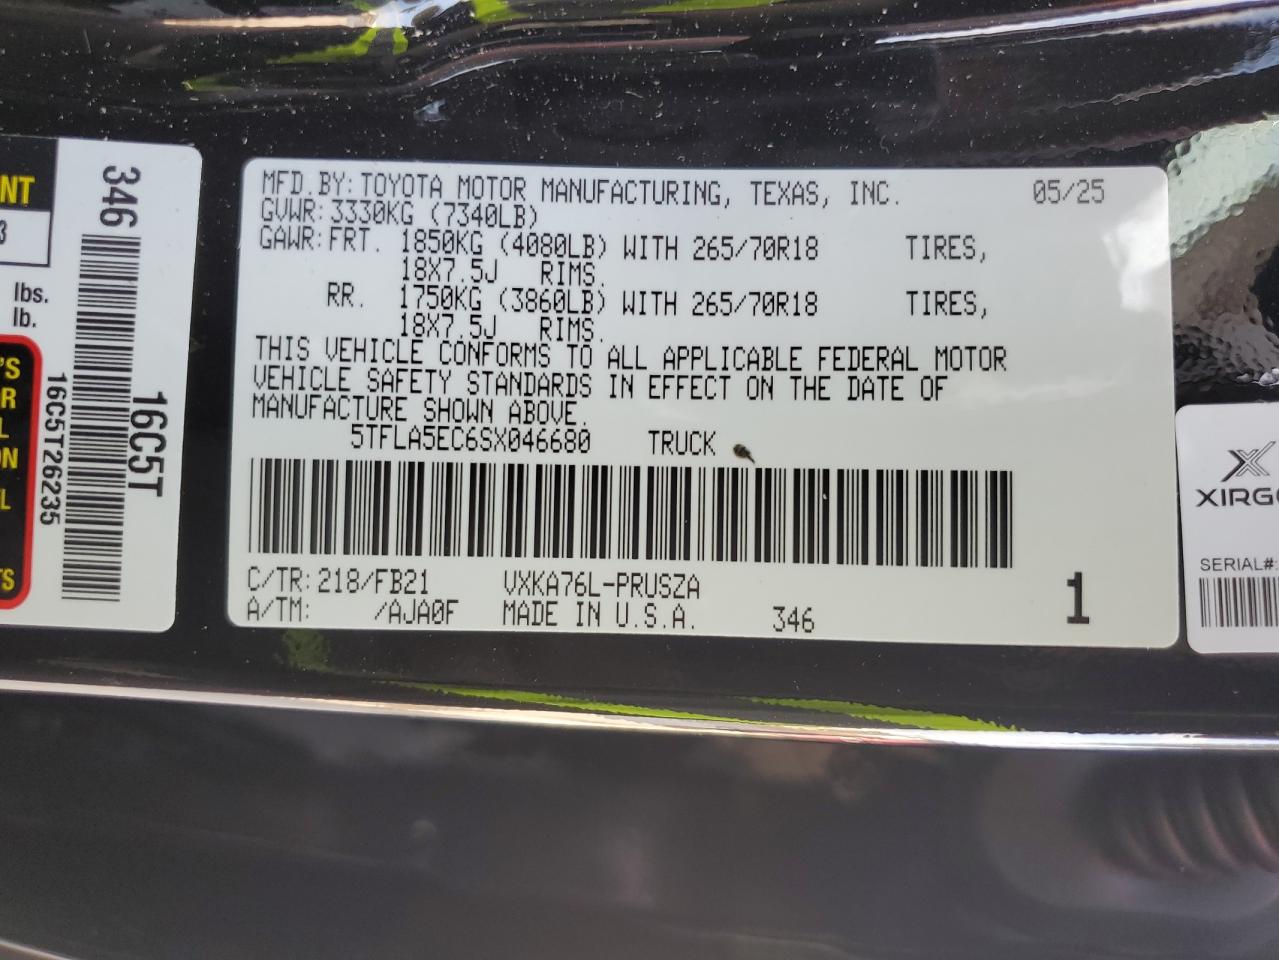 MFD.BY: TOYOTA MOTOR MANUFACTURING, TEXAS, INC. 05/25
GVWR: 3330KG (7340LB)
GAWR: FRT. 1850KG (4080LB) WITH 265/70R18 TIRES,
18X7.5J RIMS.
RR. 1750KG (3860LB) WITH 265/70R18 TIRES,
18X7.5J RIMS.
THIS VEHICLE CONFORMS TO ALL APPLICABLE FEDERAL MOTOR
VEHICLE SAFETY STANDARDS IN EFFECT ON THE DATE OF
MANUFACTURE SHOWN ABOVE.
5TFLA5EC6SX046680 TRUCK
C/TR: 218/FB21 VXKA76L-PRUSZA
A/TM: /AJA0F MADE IN U.S.A. 346 1
346
16C5T
16C5T26235
lbs.
lb.
SERIAL#: